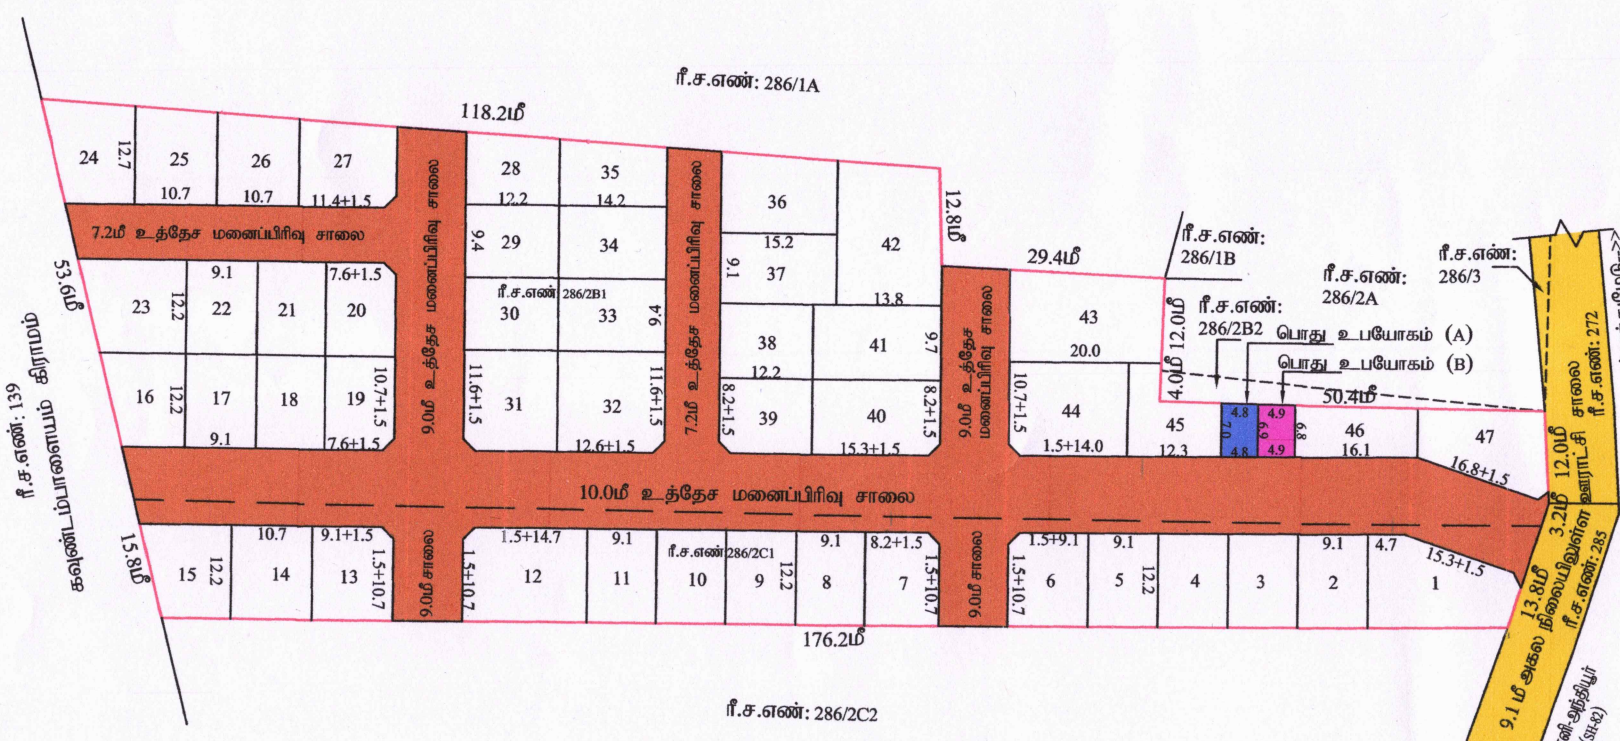 ரீ.ச.எண்: 286/1A
118.2மீ
24
12.7
25
10.7
26
10.7
27
11.4+1.5
9.0மீ உத்தேச மனைப்பிரிவு சாலை
28
12.2
35
14.2
7.2மீ உத்தேச மனைப்பிரிவு சாலை
36
15.2
42
13.8
12.8மீ
7.2மீ உத்தேச மனைப்பிரிவு சாலை
9.4
29
34
9.1
37
29.4மீ
ரீ.ச.எண்:
286/1B
ரீ.ச.எண்:
286/2A
ரீ.ச.எண்:
286/3
53.6மீ
23
12.2
9.1
22
21
7.6+1.5
20
ரீ.ச.எண்: 286/2B1
30
33
9.4
38
12.2
41
9.7
9.0மீ உத்தேச
மனைப்பிரிவு சாலை
43
20.0
12.0மீ
4.0மீ
ரீ.ச.எண்:
286/2B2
பொது உபயோகம் (A)
பொது உபயோகம் (B)
50.4மீ
ரீ.ச.எண்: 139
கவுண்டம்பாளையம் கிராமம்
16
12.2
17
9.1
18
19
10.7+1.5
7.6+1.5
11.6+1.5
31
32
11.6+1.5
12.6+1.5
8.2+1.5
39
40
8.2+1.5
15.3+1.5
10.7+1.5
44
1.5+14.0
45
12.3
4.8
7.0
4.8
4.9
6.9
4.9
6.8
46
16.1
47
16.8+1.5
10.0மீ உத்தேச மனைப்பிரிவு சாலை
15.8மீ
15
12.2
10.7
14
9.1+1.5
13
1.5+10.7
9.0மீ சாலை
1.5+10.7
1.5+14.7
12
9.1
11
ரீ.ச.எண்:286/2C1
10
9
12.2
9.1
8
8.2+1.5
7
1.5+10.7
9.0மீ சாலை
1.5+10.7
1.5+9.1
6
9.1
5
12.2
4
3
9.1
2
4.7
15.3+1.5
1
176.2மீ
ரீ.ச.எண்: 286/2C2
12.0மீ
3.2மீ
13.8மீ
9.1 மீ அகல நிலையிலுள்ள ஊராட்சி சாலை
ரீ.ச.எண்: 272
ரீ.ச.எண்: 285
(SH-82)